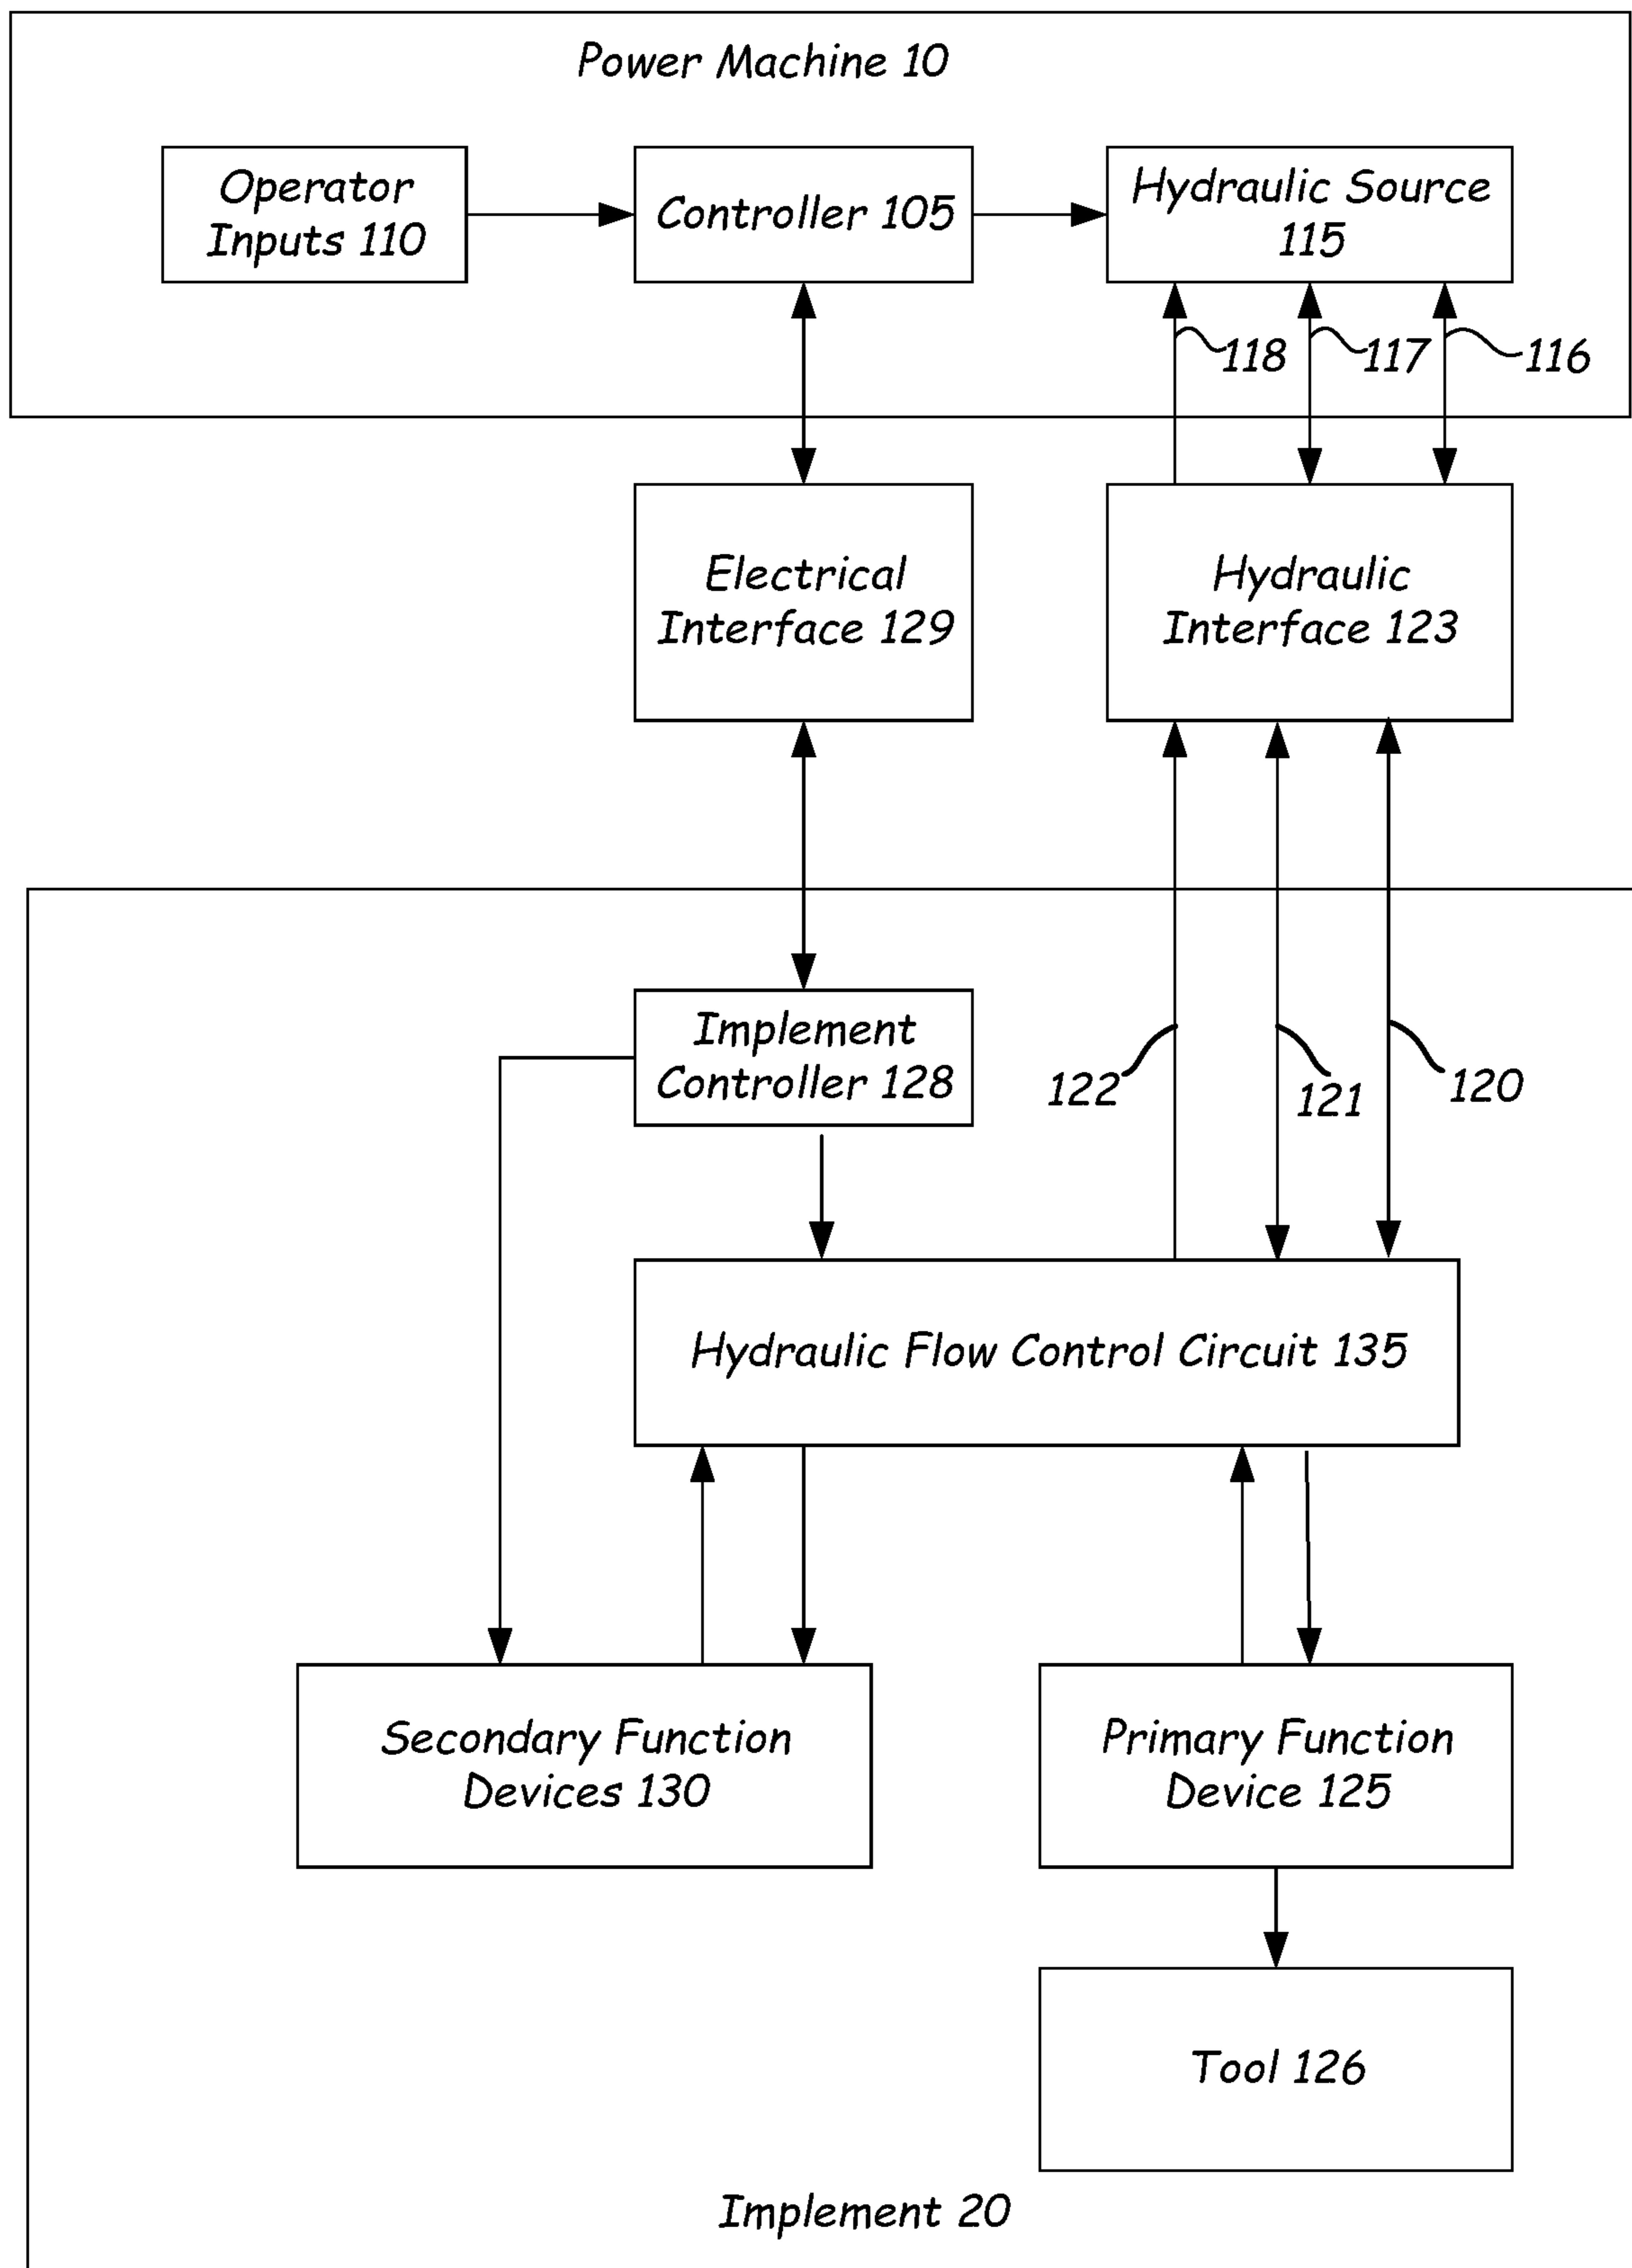 Power Machine 10
Operator
Inputs 110
Controller 105
Hydraulic Source
115
118
117
116
Electrical
Interface 129
Hydraulic
Interface 123
Implement
Controller 128
122
121
120
Hydraulic Flow Control Circuit 135
Secondary Function
Devices 130
Primary Function
Device 125
Tool 126
Implement 20